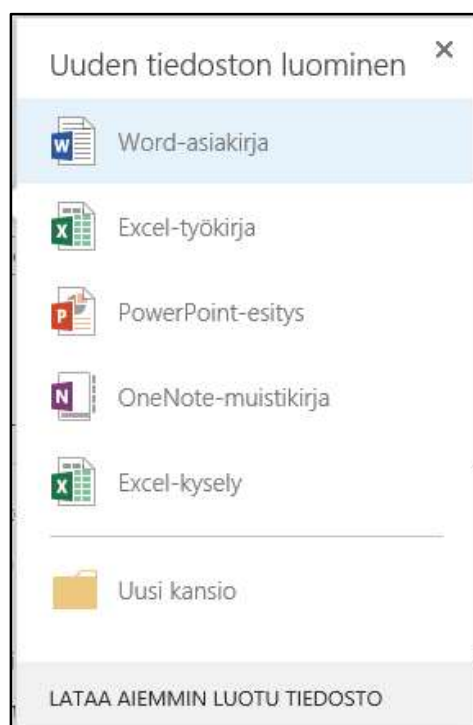 Uuden tiedoston luominen
Word-asiakirja
Excel-työkirja
PowerPoint-esitys
OneNote-muistikirja
Excel-kysely
Uusi kansio
LATAA AIEMMIN LUOTU TIEDOSTO